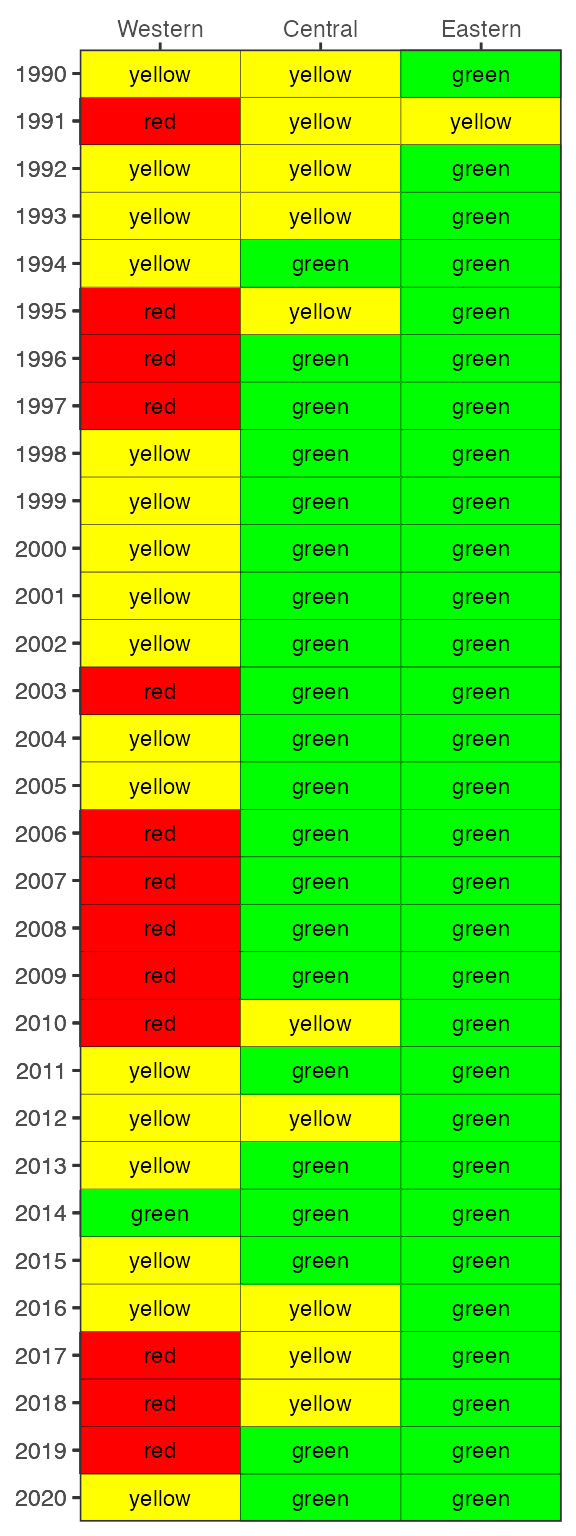 Western Central Eastern
1990 yellow yellow green
1991 red yellow yellow
1992 yellow yellow green
1993 yellow yellow green
1994 yellow green green
1995 red yellow green
1996 red green green
1997 red green green
1998 yellow green green
1999 yellow green green
2000 yellow green green
2001 yellow green green
2002 yellow green green
2003 red green green
2004 yellow green green
2005 yellow green green
2006 red green green
2007 red green green
2008 red green green
2009 red green green
2010 red yellow green
2011 yellow green green
2012 yellow yellow green
2013 yellow green green
2014 green green green
2015 yellow green green
2016 yellow yellow green
2017 red yellow green
2018 red yellow green
2019 red green green
2020 yellow green green